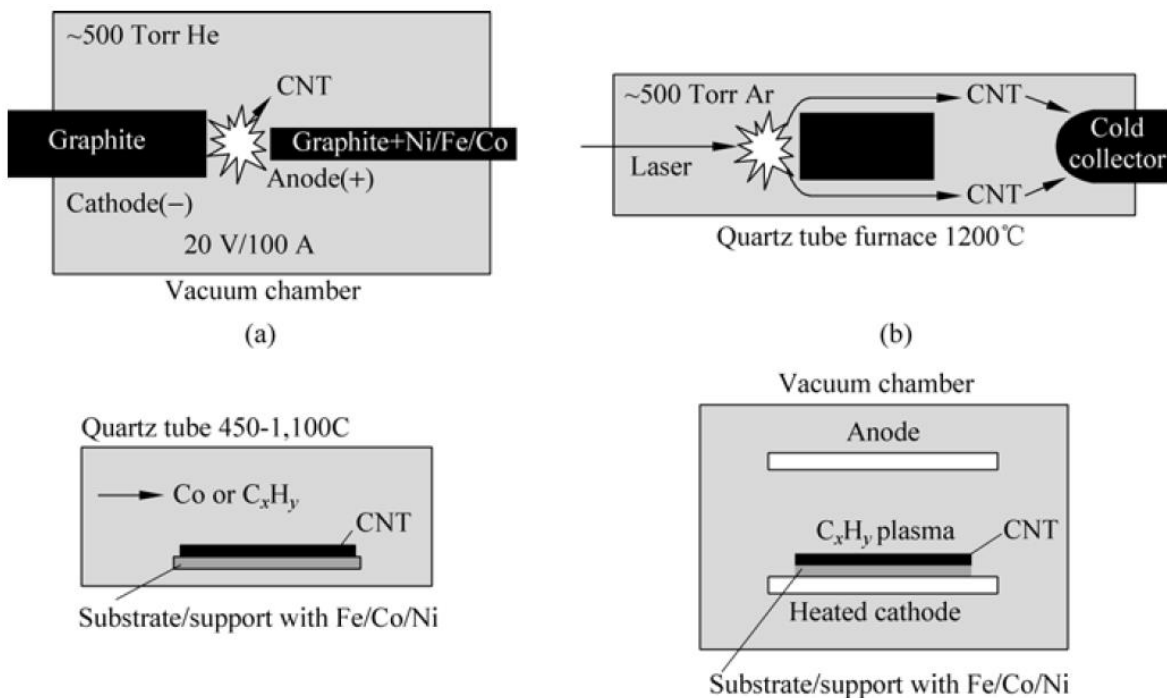 ~500 Torr He
CNT
Graphite
Graphite+Ni/Fe/Co
Anode(+)
Cathode(−)
20 V/100 A
Vacuum chamber
(a)
~500 Torr Ar
CNT
Laser
Cold
collector
CNT
Quartz tube furnace 1200℃
(b)
Quartz tube 450-1,100C
Co or CxHy
CNT
Substrate/support with Fe/Co/Ni
Vacuum chamber
Anode
CxHy plasma
CNT
Heated cathode
Substrate/support with Fe/Co/Ni